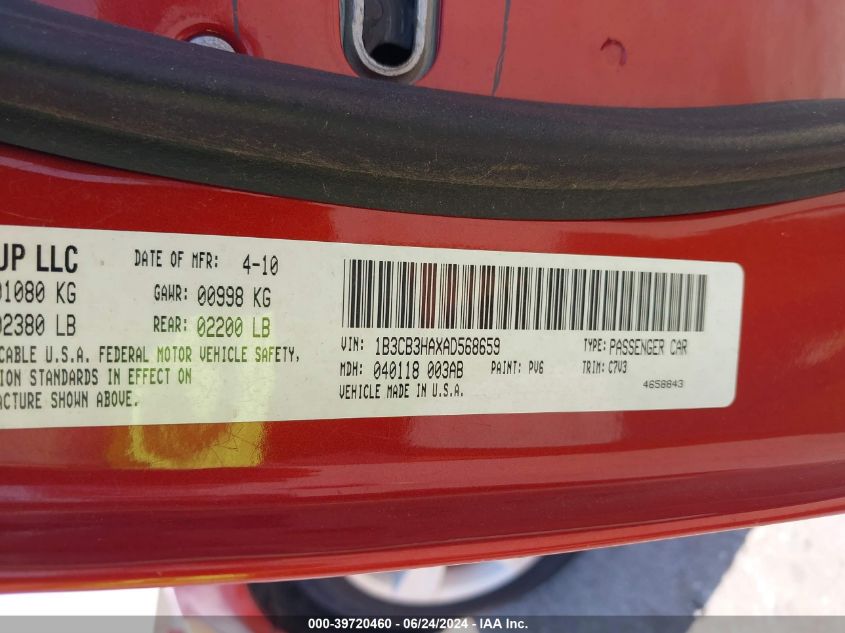 UP LLC DATE OF MFR: 4-10
01080 KG GAWR: 00998 KG
02380 LB REAR: 02200 LB
CABLE U.S.A. FEDERAL MOTOR VEHICLE SAFETY,
ION STANDARDS IN EFFECT ON
ACTURE SHOWN ABOVE.
VIN: 1B3CB3HAXAD568659 TYPE: PASSENGER CAR
MDH: 040118 003AB PAINT: PV6 TRIM: C7V3
VEHICLE MADE IN U.S.A. 4658843
000-39720460 - 06/24/2024 - IAA Inc.